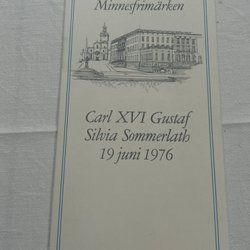 Minnesfrimärken
Carl XVI Gustaf
Silvia Sommerlath
19 juni 1976